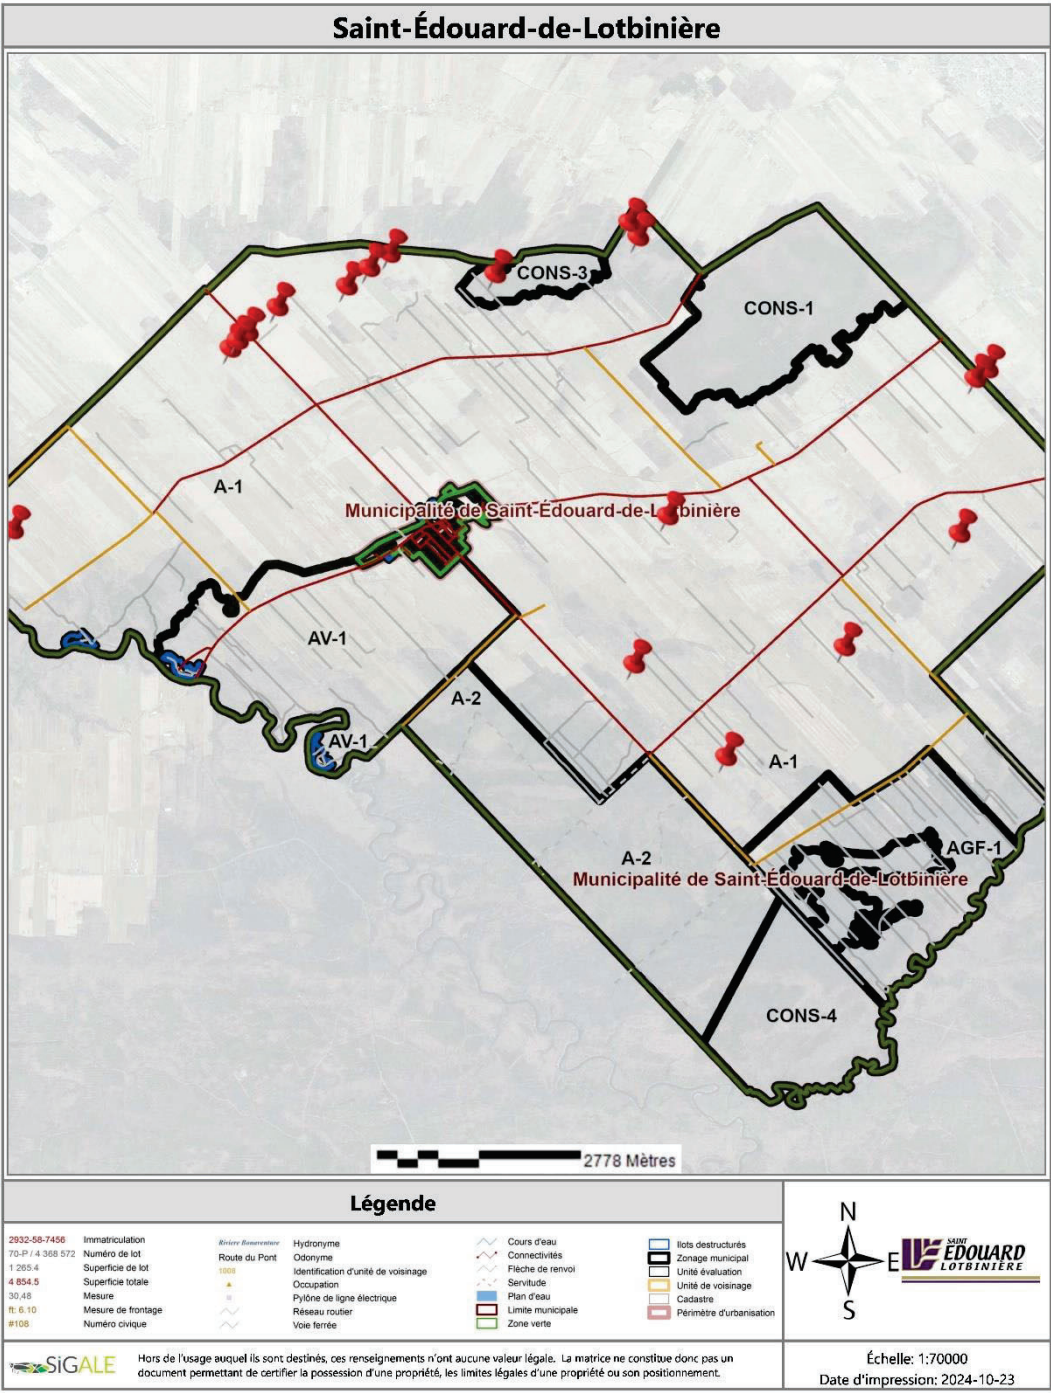 Saint-Édouard-de-Lotbinière
CONS-3
CONS-1
A-1
Municipalité de Saint-Édouard-de-Lotbinière
AV-1
A-2
AV-1
A-1
A-2
AGF-1
Municipalité de Saint-Édouard-de-Lotbinière
CONS-4
2778 Mètres
Légende
2932-58-7456 Immatriculation
70-P / 4 368 572 Numéro de lot
1 265.4 Superficie de lot
4 854.5 Superficie totale
30,48 Mesure
ft: 6.10 Mesure de frontage
#108 Numéro civique
Riviere Bonaventure Hydronyme
Route du Pont Odonyme
1009 Identification d'unité de voisinage
Occupation
Pylône de ligne électrique
Réseau routier
Voie ferrée
Cours d'eau
Connectivités
Flèche de renvoi
Servitude
Plan d'eau
Limite municipale
Zone verte
Ilots destructurés
Zonage municipal
Unité évaluation
Unité de voisinage
Cadastre
Périmètre d'urbanisation
N
W
E
S
SAINT
EDOUARD
LOTBINIÈRE
SiGALE
Hors de l'usage auquel ils sont destinés, ces renseignements n'ont aucune valeur légale. La matrice ne constitue donc pas un
document permettant de certifier la possession d'une propriété, les limites légales d'une propriété ou son positionnement.
Échelle: 1:70000
Date d'impression: 2024-10-23